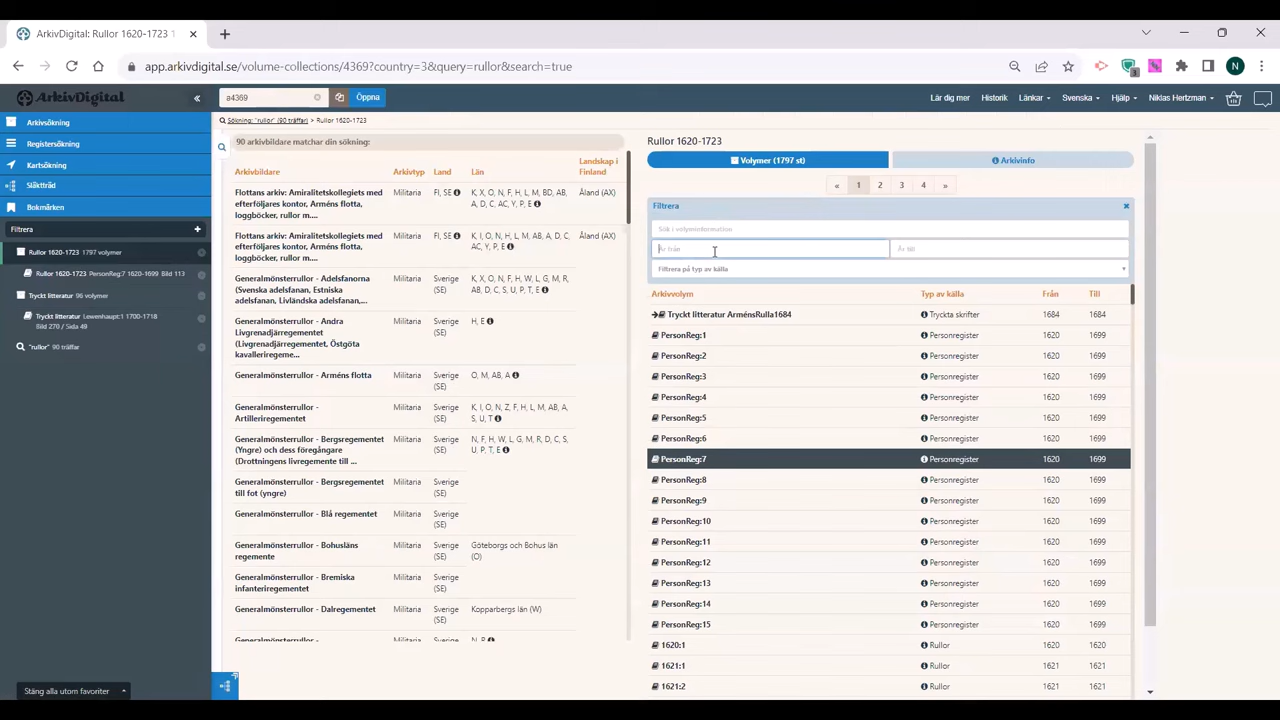 ArkivDigital: Rullor 1620-1723 1
app.arkivdigital.se/volume-collections/4369?country=3&query=rullor&search=true
N
ArkivDigital
«
a4369
Öppna
Lär dig mer
Historik
Länkar
Svenska
Hjälp
Niklas Hertzman
Arkivsökning
Registersökning
Kartsökning
Släktträd
Bokmärken
Filtrera
Rullor 1620-1723 1797 volymer
Rullor 1620-1723 PersonReg:7 1620-1699 Bild 113
Tryckt litteratur 96 volymer
Tryckt litteratur Lewenhaupt:1 1700-1718
Bild 270 / Sida 49
"rullor" 90 träffar
Stäng alla utom favoriter
Sökning: "rullor" (90 träffar) > Rullor 1620-1723
90 arkivbildare matchar din sökning:
Arkivbildare Arkivtyp Land Län Landskap i
Finland
Flottans arkiv: Amiralitetskollegiets med Militaria FI, SE K, X, O, N, F, H, L, M, BD, AB, Åland (AX)
efterföljares kontor, Arméns flotta, A, D, C, AC, Y, P, E
loggböcker, rullor m....
Flottans arkiv: Amiralitetskollegiets med Militaria FI, SE K, X, O, N, H, L, M, AB, A, D, C, Åland (AX)
efterföljares kontor, Arméns flotta, AC, Y, P, E
loggböcker, rullor m....
Generalmönsterrullor - Adelsfanorna Militaria Sverige K, X, O, N, F, H, W, L, G, M, R,
(Svenska adelsfanan, Estniska (SE) AB, D, C, S, U, P, T, E
adelsfanan, Livländska adelsfanan,...
Generalmönsterrullor - Andra Militaria Sverige H, E
Livgrenadjärregementet (SE)
(Livgrenadjärregementet, Östgöta
kavalleriregeme...
Generalmönsterrullor - Arméns flotta Militaria Sverige O, M, AB, A
(SE)
Generalmönsterrullor - Militaria Sverige K, I, O, N, Z, F, H, L, M, AB, A,
Artilleriregementet (SE) S, U, T
Generalmönsterrullor - Bergsregementet Militaria Sverige N, F, H, W, L, G, M, R, D, C, S,
(Yngre) och dess föregångare (SE) U, P, T, E
(Drottningens livregemente till ...
Generalmönsterrullor - Bergsregementet Militaria Sverige
till fot (yngre) (SE)
Generalmönsterrullor - Blå regementet Militaria Sverige
(SE)
Generalmönsterrullor - Bohusläns Militaria Sverige Göteborgs och Bohus län
regemente (SE) (O)
Generalmönsterrullor - Bremiska Militaria Sverige
infanteriregementet (SE)
Generalmönsterrullor - Dalregementet Militaria Sverige Kopparbergs län (W)
(SE)
Rullor 1620-1723
Volymer (1797 st)
Arkivinfo
« 1 2 3 4 »
Filtrera
Sök i volyminformation
År från
År till
Filtrera på typ av källa
Arkivvolym Typ av källa Från Till
Tryckt litteratur ArménsRulla1684 Tryckta skrifter 1684 1684
PersonReg:1 Personregister 1620 1699
PersonReg:2 Personregister 1620 1699
PersonReg:3 Personregister 1620 1699
PersonReg:4 Personregister 1620 1699
PersonReg:5 Personregister 1620 1699
PersonReg:6 Personregister 1620 1699
PersonReg:7 Personregister 1620 1699
PersonReg:8 Personregister 1620 1699
PersonReg:9 Personregister 1620 1699
PersonReg:10 Personregister 1620 1699
PersonReg:11 Personregister 1620 1699
PersonReg:12 Personregister 1620 1699
PersonReg:13 Personregister 1620 1699
PersonReg:14 Personregister 1620 1699
PersonReg:15 Personregister 1620 1699
1620:1 Rullor 1620 1620
1621:1 Rullor 1621 1621
1621:2 Rullor 1621 1621